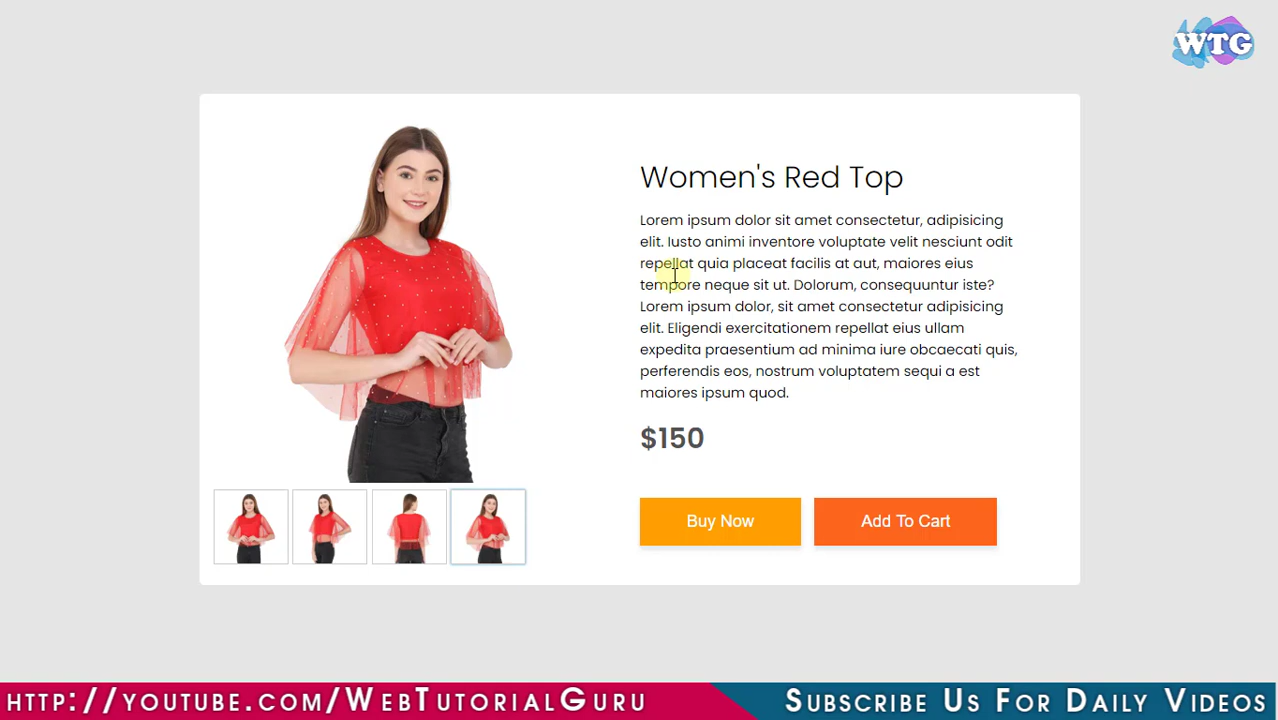 WTG
Women's Red Top
Lorem ipsum dolor sit amet consectetur, adipisicing
elit. Iusto animi inventore voluptate velit nesciunt odit
repellat quia placeat facilis at aut, maiores eius
tempore neque sit ut. Dolorum, consequuntur iste?
Lorem ipsum dolor, sit amet consectetur adipisicing
elit. Eligendi exercitationem repellat eius ullam
expedita praesentium ad minima iure obcaecati quis,
perferendis eos, nostrum voluptatem sequi a est
maiores ipsum quod.
$150
Buy Now
Add To Cart
http://youtube.com/WebTutorialGuru
Subscribe Us For Daily Videos